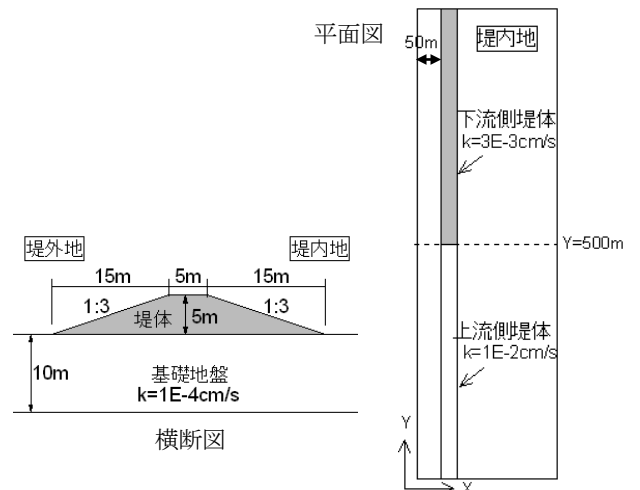 平面図
50m
堤内地
下流側堤体
k=3E-3cm/s
Y=500m
上流側堤体
k=1E-2cm/s
Y
X
堤外地
堤内地
15m 5m 15m
1:3 1:3
堤体 5m
10m
基礎地盤
k=1E-4cm/s
横断図